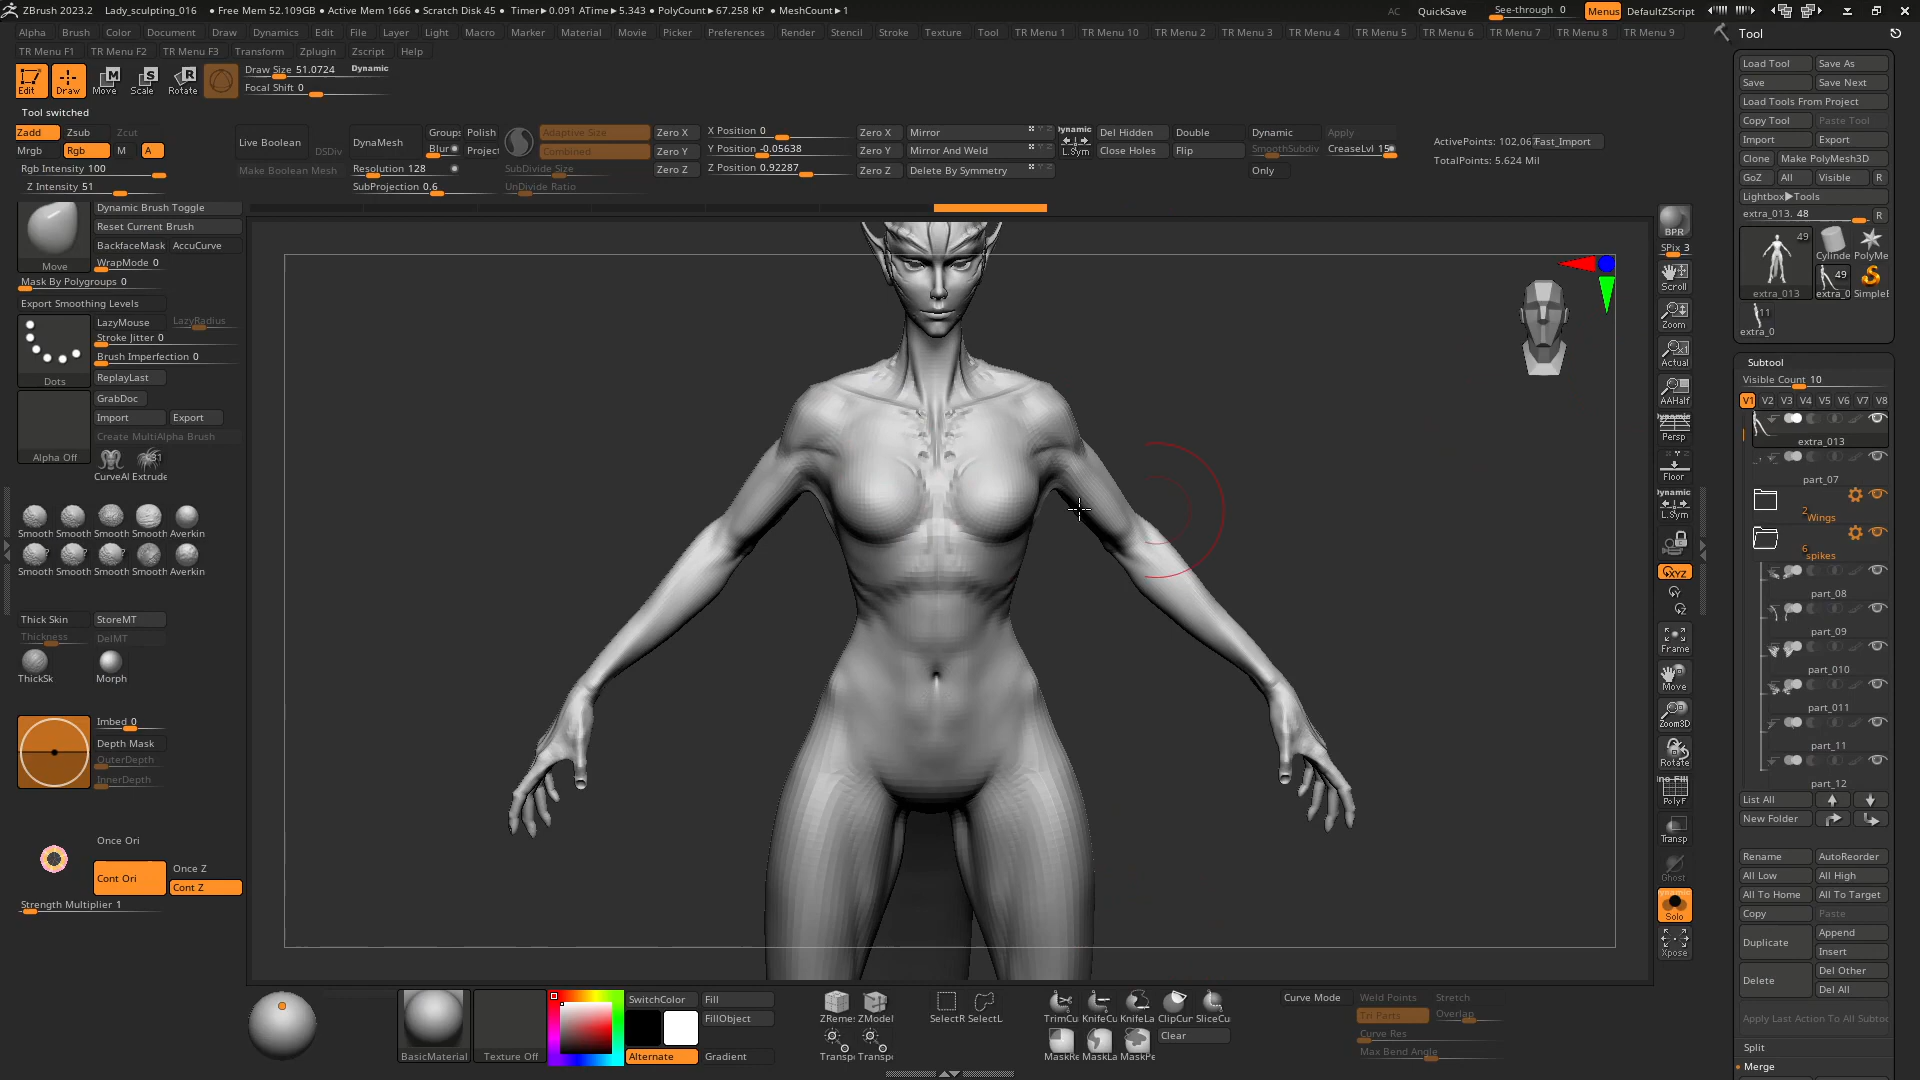 ZBrush 2023.2 Lady_sculpting_016 • Free Mem 52.109GB • Active Mem 1666 • Scratch Disk 45 • Timer▶0.091 ATime▶5.343 • PolyCount▶67.258 KP • MeshCount▶1 AC QuickSave See-through 0 Menus DefaultZScript
Alpha Brush Color Document Draw Dynamics Edit File Layer Light Macro Marker Material Movie Picker Preferences Render Stencil Stroke Texture Tool TR Menu 1 TR Menu 10 TR Menu 2 TR Menu 3 TR Menu 4 TR Menu 5 TR Menu 6 TR Menu 7 TR Menu 8 TR Menu 9
TR Menu F1 TR Menu F2 TR Menu F3 Transform Zplugin Zscript Help
Edit Draw Move Scale Rotate
Draw Size 51.0724 Dynamic
Focal Shift 0
Tool switched
Zadd Zsub Zcut
Mrgb Rgb M A
Rgb Intensity 100
Z Intensity 51
Live Boolean DSDiv
Make Boolean Mesh
DynaMesh Groups Polish
Blur Project
Resolution 128
SubProjection 0.6
Adaptive Size
Combined
SubDivide Size
UnDivide Ratio
Zero X
Zero Y
Zero Z
X Position 0
Y Position -0.05638
Z Position 0.92287
Zero X
Zero Y
Zero Z
Mirror
Mirror And Weld
Delete By Symmetry
Dynamic
L.Sym
Del Hidden Double
Close Holes Flip
Dynamic Apply
SmoothSubdiv CreaseLvl 15
Only
ActivePoints: 102,06 Fast_Import
TotalPoints: 5.624 Mil
Dynamic Brush Toggle
Reset Current Brush
BackfaceMask AccuCurve
WrapMode 0
Move
Mask By Polygroups 0
Export Smoothing Levels
LazyMouse LazyRadius
Stroke Jitter 0
Brush Imperfection 0
ReplayLast
Dots
GrabDoc
Import Export
Create MultiAlpha Brush
Alpha Off
31
CurveAl Extrude
Smooth Smooth Smooth Smooth Averkin
Smooth Smooth Smooth Smooth Averkin
Thick Skin StoreMT
Thickness DelMT
ThickSk Morph
Imbed 0
Depth Mask
OuterDepth
InnerDepth
Once Ori
Cont Ori
Once Z
Cont Z
Strength Multiplier 1
BasicMaterial
Texture Off
SwitchColor Fill
FillObject
Alternate Gradient
ZReme ZModel
Transp Transp
SelectR SelectL
TrimCu KnifeCu KnifeLa ClipCur SliceCu
MaskRe MaskLa MaskPe
Clear
Curve Mode Weld Points Stretch
Tri Parts Overlap
Curve Res
Max Bend Angle
BPR
SPix 3
Scroll
Zoom
Actual
AAHalf
Dynamic
Persp
Floor
Dynamic
L.Sym
XYZ
Frame
Move
Zoom3D
Rotate
PolyF
Transp
Ghost
Solo
Xpose
Tool
Load Tool Save As
Save Save Next
Load Tools From Project
Copy Tool Paste Tool
Import Export
Clone Make PolyMesh3D
GoZ All Visible R
Lightbox▶Tools
extra_013. 48 R
49
extra_013
Cylinde PolyMe
49
extra_0 SimpleB
11
extra_0
Subtool
Visible Count 10
V1 V2 V3 V4 V5 V6 V7 V8
extra_013
part_07
2
Wings
6
spikes
part_08
part_09
part_010
part_011
part_11
part_12
List All
New Folder
Rename AutoReorder
All Low All High
All To Home All To Target
Copy Paste
Duplicate Append
Insert
Delete Del Other
Del All
Apply Last Action To All Subtoo
Split
Merge